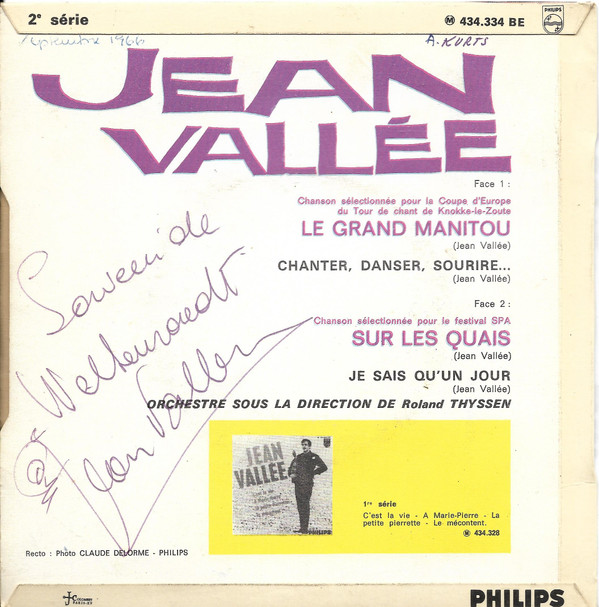 2e série
Ⓜ 434.334 BE
PHILIPS
septembre 1966
A. KURTS
JEAN
VALLÉE
Face 1 :
Chanson sélectionnée pour la Coupe d'Europe
du Tour de chant de Knokke-le-Zoute
LE GRAND MANITOU
(Jean Vallée)
CHANTER, DANSER, SOURIRE...
(Jean Vallée)
Face 2 :
Chanson sélectionnée pour le festival SPA
SUR LES QUAIS
(Jean Vallée)
JE SAIS QU'UN JOUR
(Jean Vallée)
ORCHESTRE SOUS LA DIRECTION DE Roland THYSSEN
Souvenir de
Jean Vallée
JEAN
VALLÉE
PHILIPS
1re série
C'est la vie - A Marie-Pierre - La
petite pierrette - Le mécontent.
Ⓜ 434.328
Recto : Photo CLAUDE DELORME - PHILIPS
PHILIPS